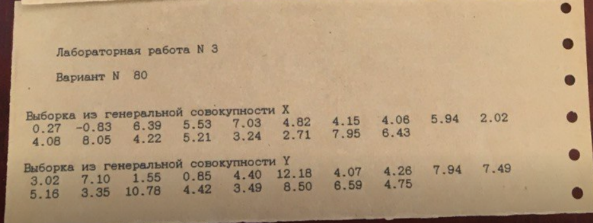 Лабораторная работа N 3
Вариант N 80
Выборка из генеральной совокупности X
0.27 -0.83 6.39 5.53 7.03 4.82 4.15 4.06 5.94 2.02
4.08 8.05 4.22 5.21 3.24 2.71 7.95 6.43
Выборка из генеральной совокупности Y
3.02 7.10 1.55 0.85 4.40 12.18 4.07 4.26 7.94 7.49
5.16 3.35 10.78 4.42 3.49 8.50 6.59 4.75